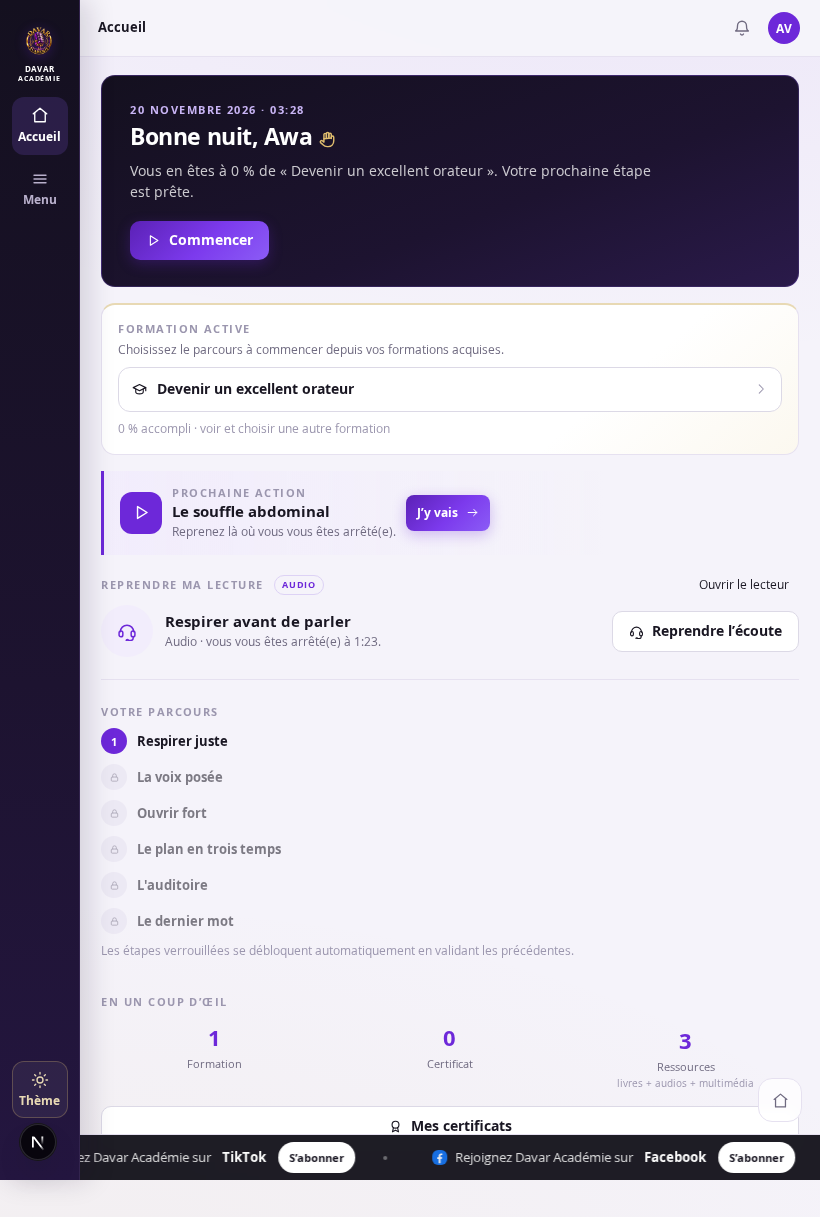 DAVAR
ACADÉMIE
Accueil
Menu
Thème
N
Accueil
AV
20 NOVEMBRE 2026 · 03:28
Bonne nuit, Awa
Vous en êtes à 0 % de « Devenir un excellent orateur ». Votre prochaine étape
est prête.
Commencer
FORMATION ACTIVE
Choisissez le parcours à commencer depuis vos formations acquises.
Devenir un excellent orateur
0 % accompli · voir et choisir une autre formation
PROCHAINE ACTION
Le souffle abdominal
Reprenez là où vous vous êtes arrêté(e).
J’y vais →
REPRENDRE MA LECTURE AUDIO
Ouvrir le lecteur
Respirer avant de parler
Audio · vous vous êtes arrêté(e) à 1:23.
Reprendre l’écoute
VOTRE PARCOURS
1 Respirer juste
La voix posée
Ouvrir fort
Le plan en trois temps
L'auditoire
Le dernier mot
Les étapes verrouillées se débloquent automatiquement en validant les précédentes.
EN UN COUP D’ŒIL
1
Formation
0
Certificat
3
Ressources
livres + audios + multimédia
Mes certificats
ez Davar Académie sur TikTok S’abonner • Rejoignez Davar Académie sur Facebook S’abonner